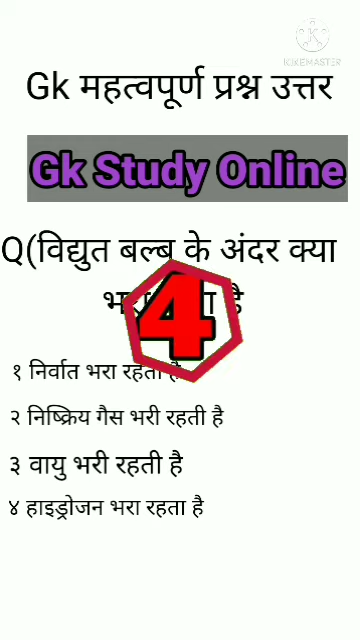 KINEMASTER
Gk महत्वपूर्ण प्रश्न उत्तर
Gk Study Online
Q(विद्युत बल्ब के अंदर क्या
है
4
१ निर्वात भरा रहता है
२ निष्क्रिय गैस भरी रहती है
३ वायु भरी रहती है
४ हाइड्रोजन भरा रहता है